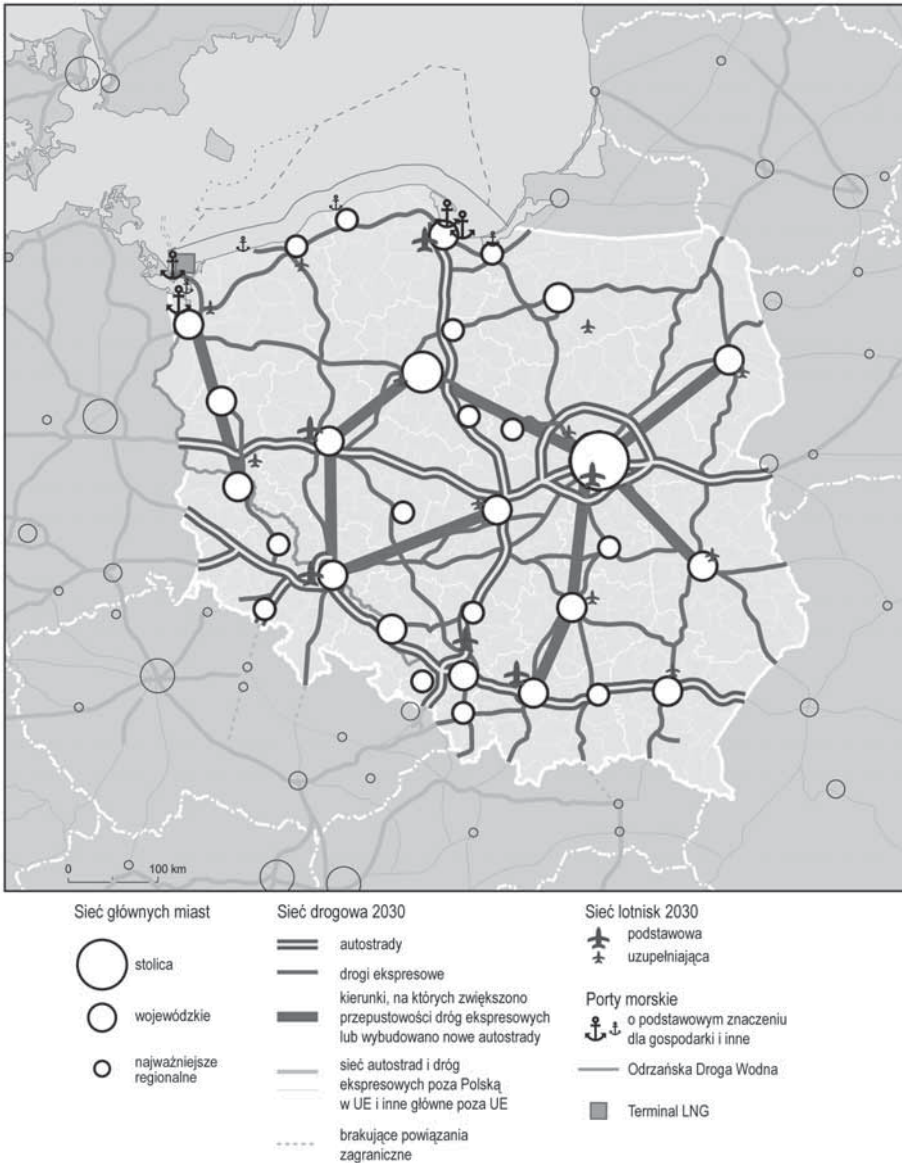 0 100 km
Sieć głównych miast
stolica
wojewódzkie
najważniejsze
regionalne
Sieć drogowa 2030
autostrady
drogi ekspresowe
kierunki, na których zwiększono
przepustowości dróg ekspresowych
lub wybudowano nowe autostrady
sieć autostrad i dróg
ekspresowych poza Polską
w UE i inne główne poza UE
brakujące powiązania
zagraniczne
Sieć lotnisk 2030
podstawowa
uzupełniająca
Porty morskie
o podstawowym znaczeniu
dla gospodarki i inne
Odrzańska Droga Wodna
Terminal LNG